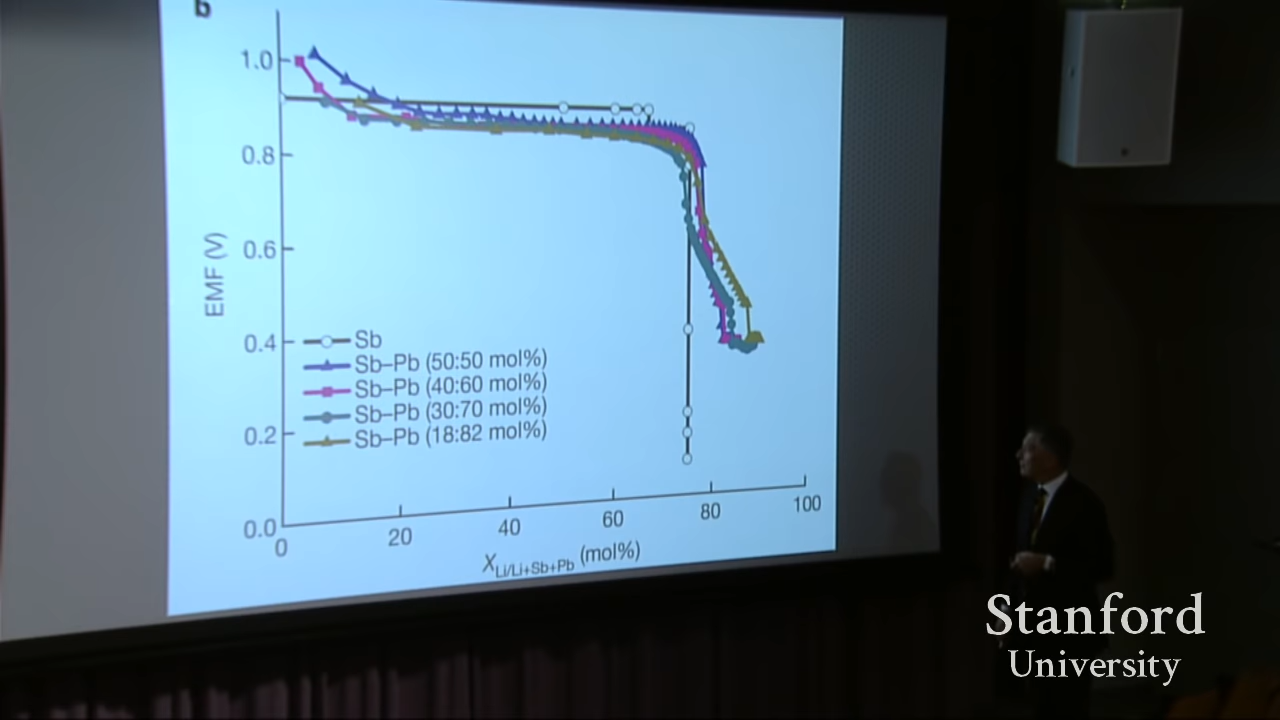 b
1.0
0.8
0.6
0.4
0.2
0.0
EMF (V)
Sb
Sb–Pb (50:50 mol%)
Sb–Pb (40:60 mol%)
Sb–Pb (30:70 mol%)
Sb–Pb (18:82 mol%)
0 20 40 60 80 100
XLi/Li+Sb+Pb (mol%)
Stanford
University